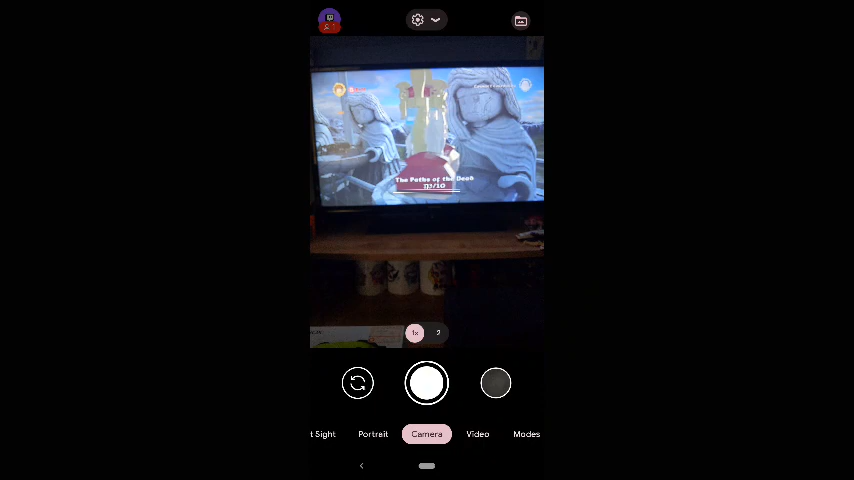 The Paths of the Dead
1x
2
t Sight
Portrait
Camera
Video
Modes